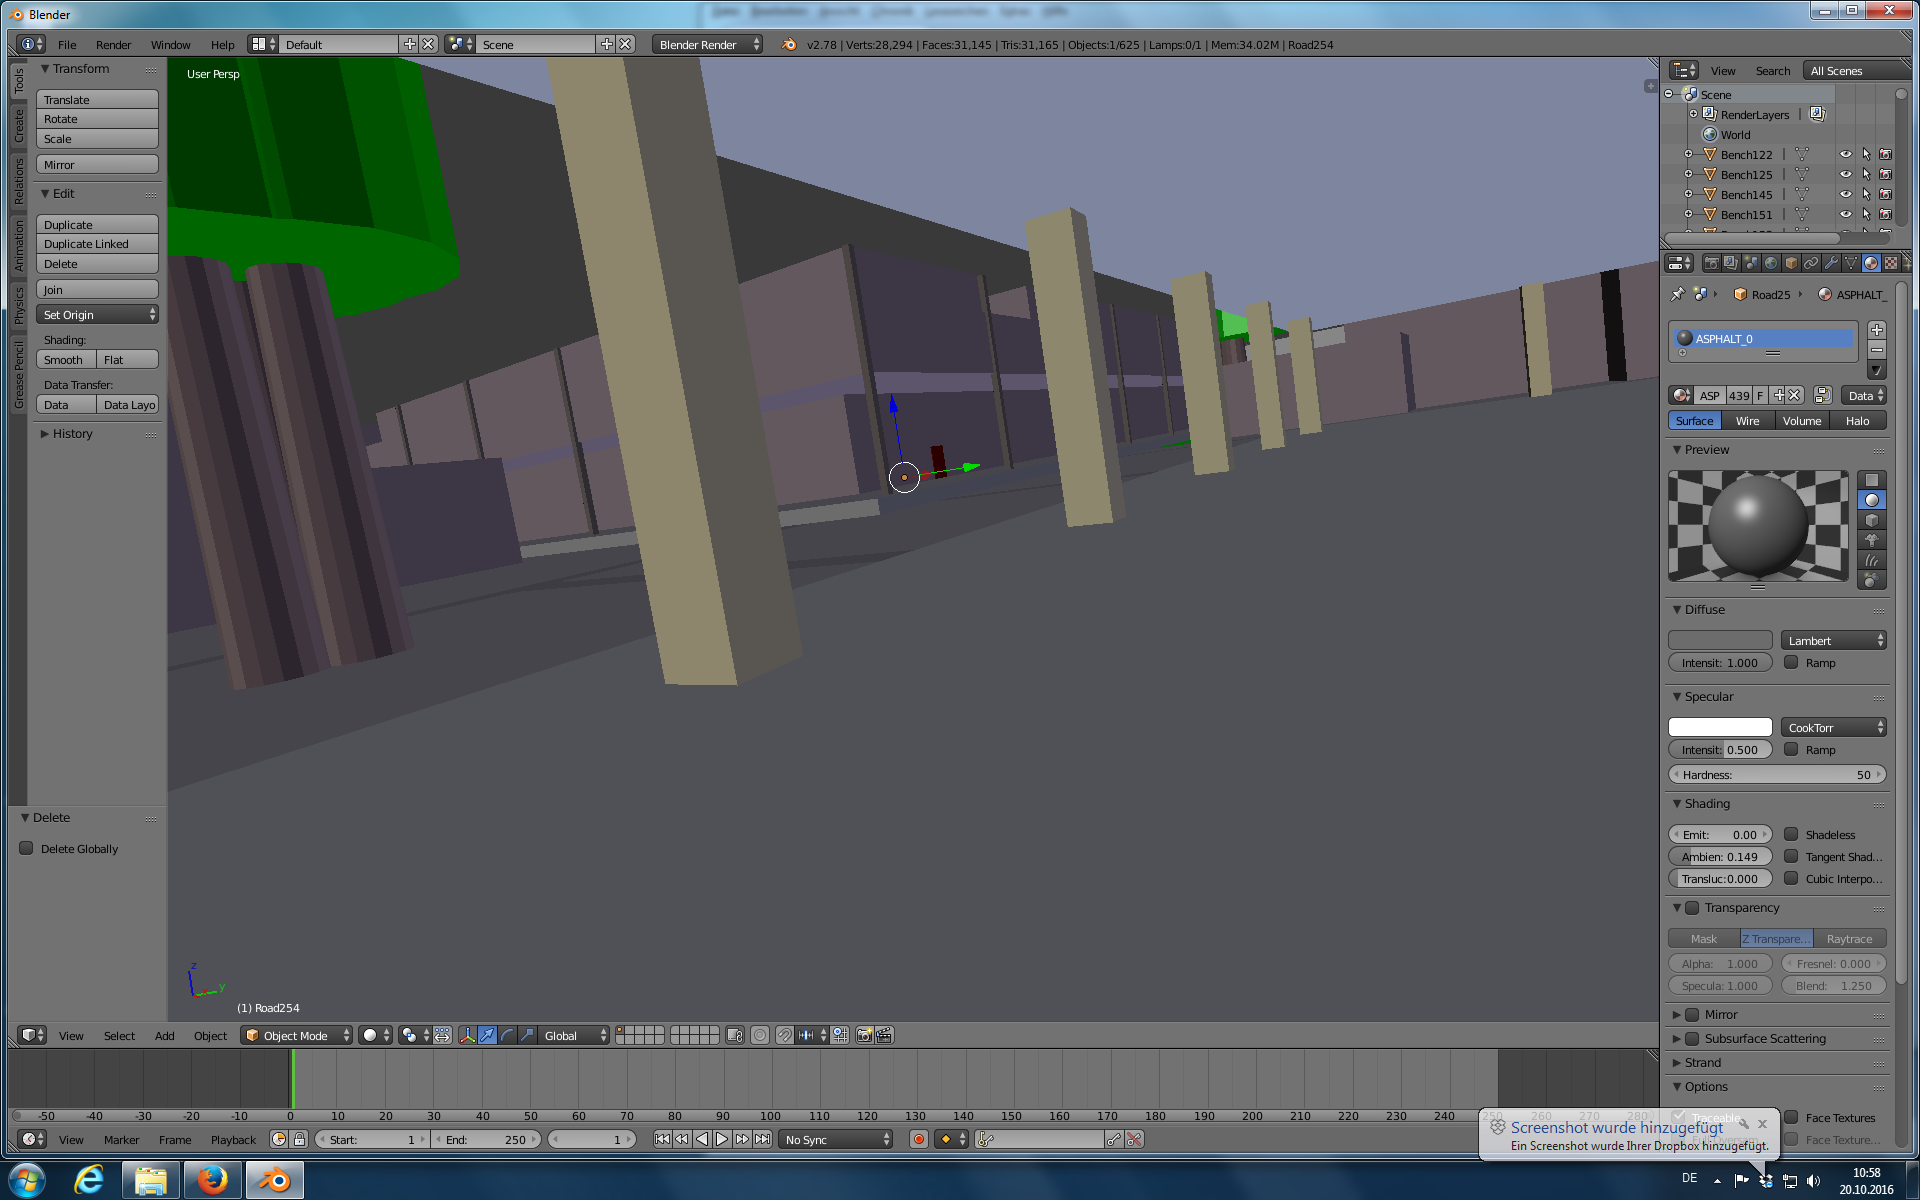 Blender
File Render Window Help Default Scene Blender Render v2.78 | Verts:28,294 | Faces:31,145 | Tris:31,165 | Objects:1/625 | Lamps:0/1 | Mem:34.02M | Road254
Tools
Create
Relations
Animation
Physics
Grease Pencil
Transform
Translate
Rotate
Scale
Mirror
Edit
Duplicate
Duplicate Linked
Delete
Join
Set Origin
Shading:
Smooth Flat
Data Transfer:
Data Data Layo
History
Delete
Delete Globally
User Persp
z
y
(1) Road254
View Search All Scenes
Scene
RenderLayers |
World
Bench122 |
Bench125 |
Bench145 |
Bench151 |
Road25 ASPHALT_
ASPHALT_0
ASP 439 F Data
Surface Wire Volume Halo
Preview
Diffuse
Lambert
Intensit: 1.000 Ramp
Specular
CookTorr
Intensit: 0.500 Ramp
Hardness: 50
Shading
Emit: 0.00 Shadeless
Ambien: 0.149 Tangent Shad...
Transluc:0.000 Cubic Interpo...
Transparency
Mask Z Transpare... Raytrace
Alpha: 1.000 Fresnel: 0.000
Specula: 1.000 Blend: 1.250
Mirror
Subsurface Scattering
Strand
Options
Traceable Face Textures
Face Texture...
View Select Add Object Object Mode Global
-50 -40 -30 -20 -10 0 10 20 30 40 50 60 70 80 90 100 110 120 130 140 150 160 170 180 190 200 210 220 230 240 250 260 270 280
View Marker Frame Playback Start: 1 End: 250 1 No Sync
Screenshot wurde hinzugefügt
Ein Screenshot wurde Ihrer Dropbox hinzugefügt.
DE
10:58
20.10.2016